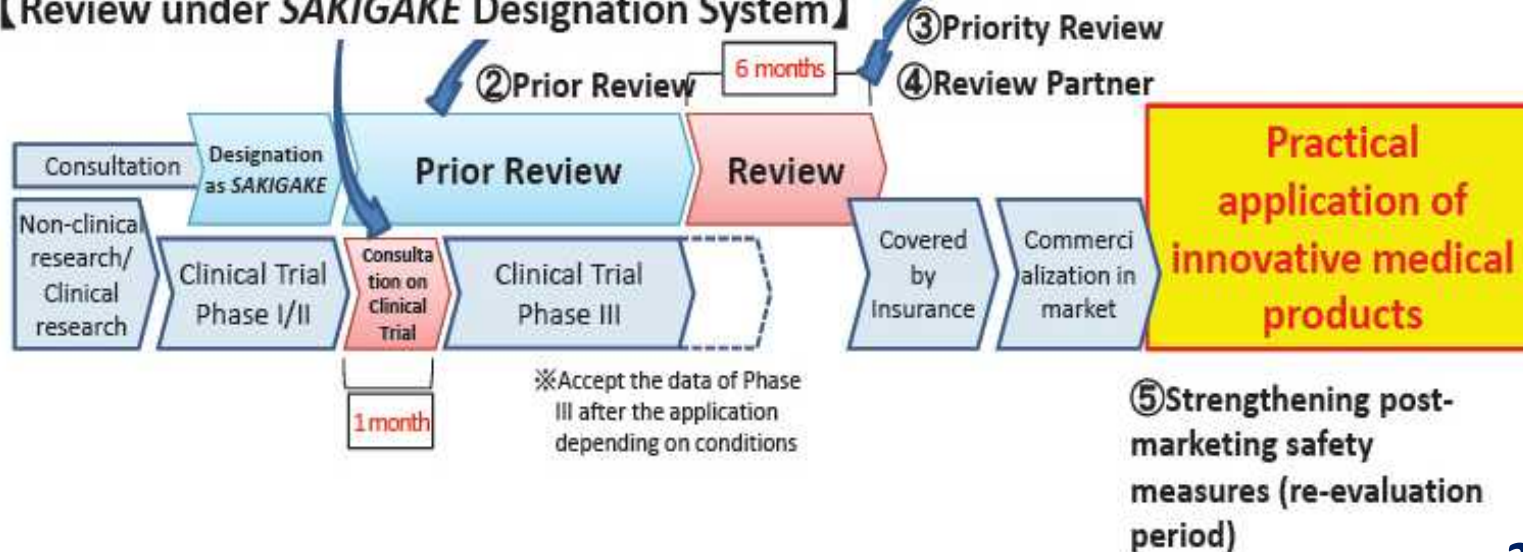 【Review under SAKIGAKE Designation System】
③Priority Review
②Prior Review
6 months
④Review Partner
Consultation
Designation
as SAKIGAKE
Prior Review
Review
Practical
application of
innovative medical
products
Non-clinical
research/
Clinical
research
Clinical Trial
Phase I/II
Consulta
tion on
Clinical
Trial
Clinical Trial
Phase III
Covered
by
Insurance
Commerci
alization in
market
1 month
※Accept the data of Phase
III after the application
depending on conditions
⑤Strengthening post-
marketing safety
measures (re-evaluation
period)